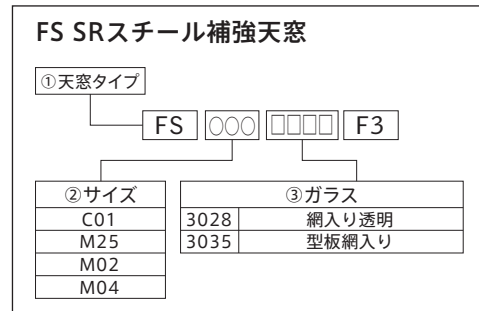 FS SRスチール補強天窓
①天窓タイプ
FS ○○○ □□□□ F3
②サイズ
C01
M25
M02
M04
③ガラス
3028 網入り透明
3035 型板網入り